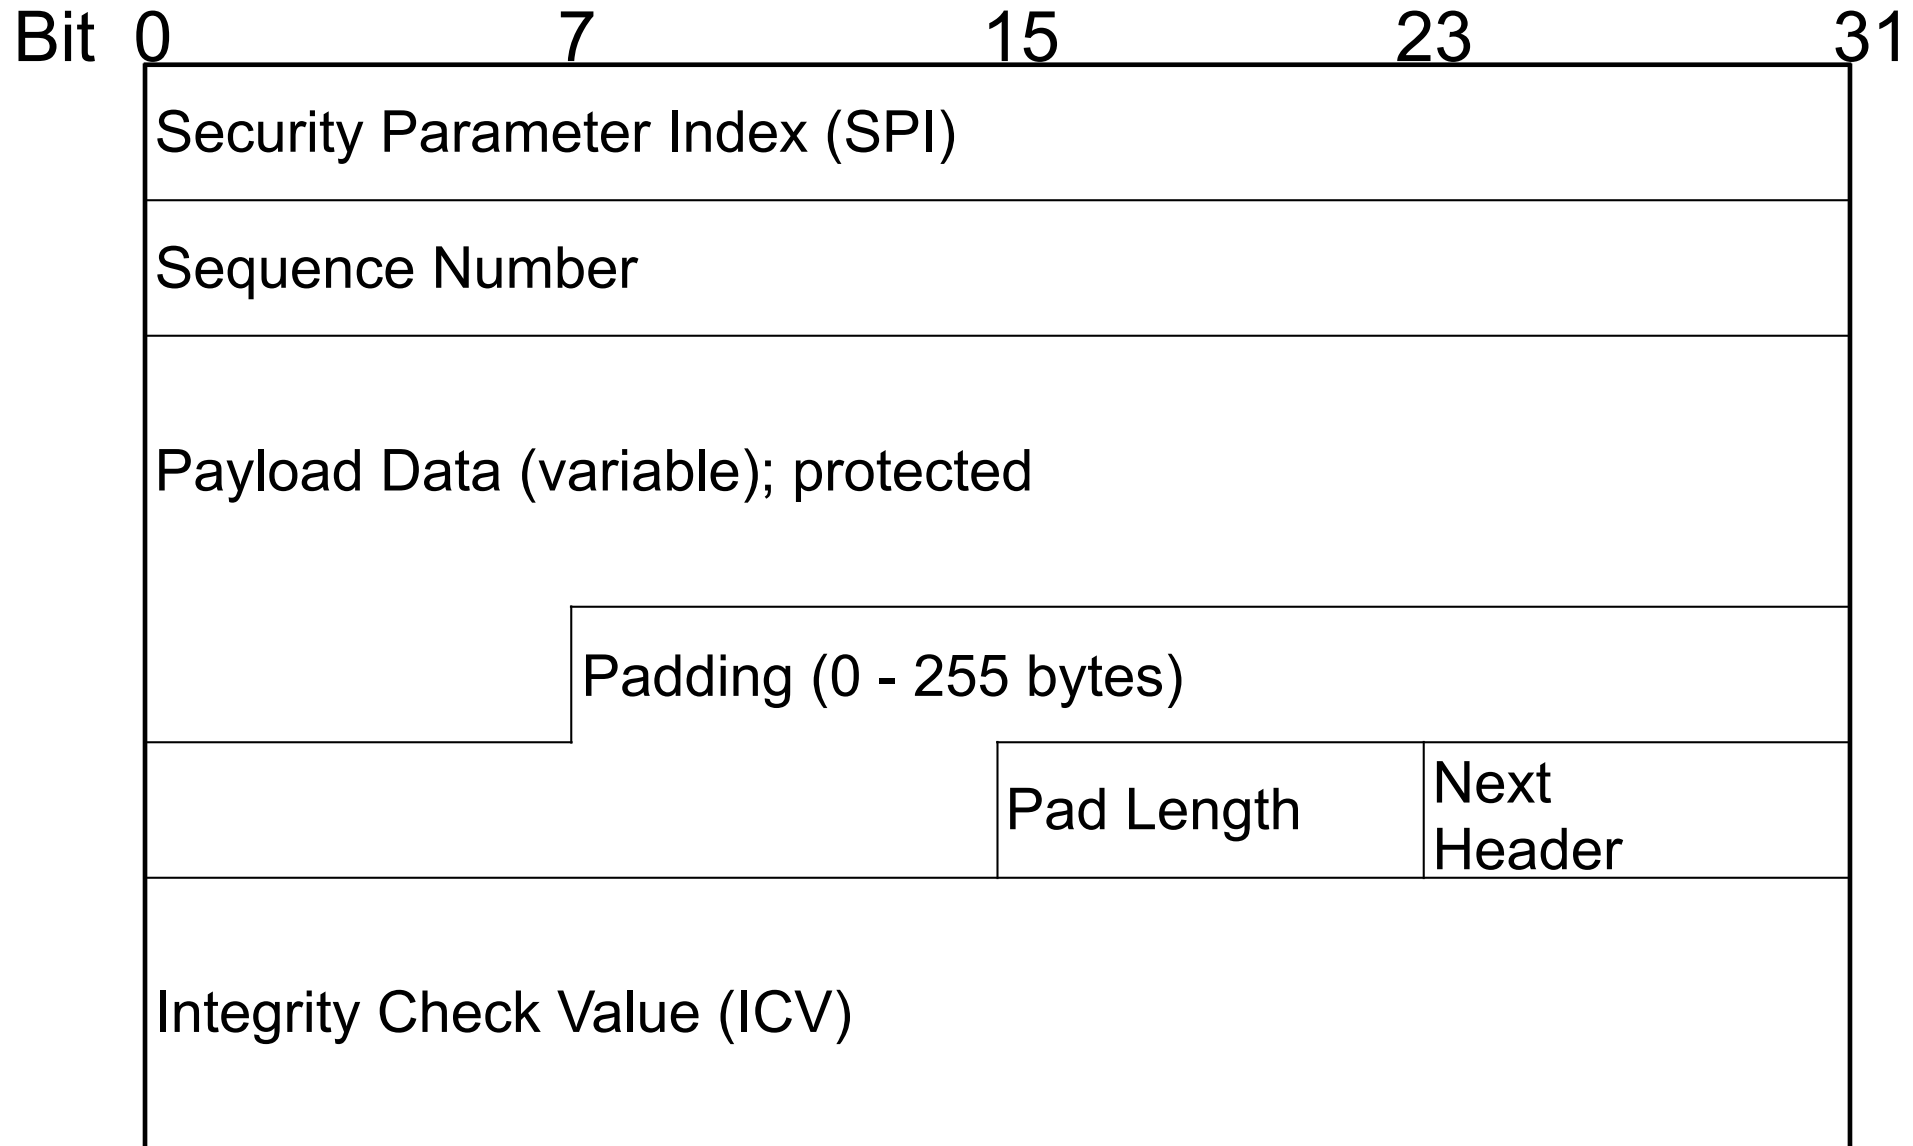 Bit 0 7 15 23 31
Security Parameter Index (SPI)
Sequence Number
Payload Data (variable); protected
Padding (0 - 255 bytes)
Pad Length
Next
Header
Integrity Check Value (ICV)